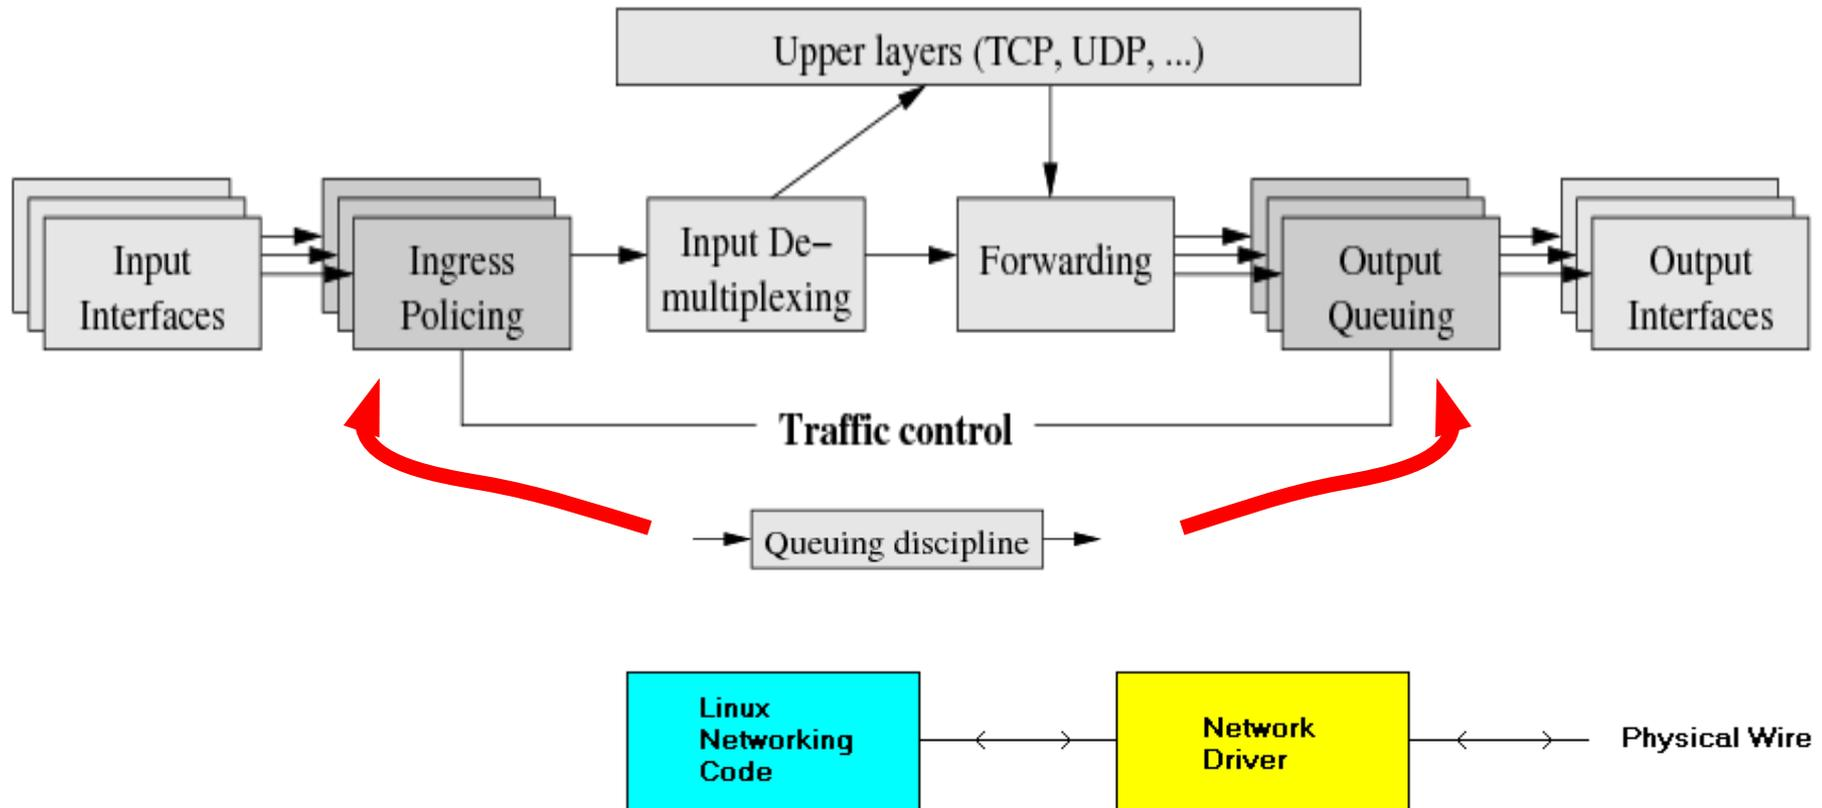 Upper layers (TCP, UDP, ...)
Input
Interfaces
Ingress
Policing
Input De–
multiplexing
Forwarding
Output
Queuing
Output
Interfaces
Traffic control
Queuing discipline
Linux
Networking
Code
Network
Driver
Physical Wire